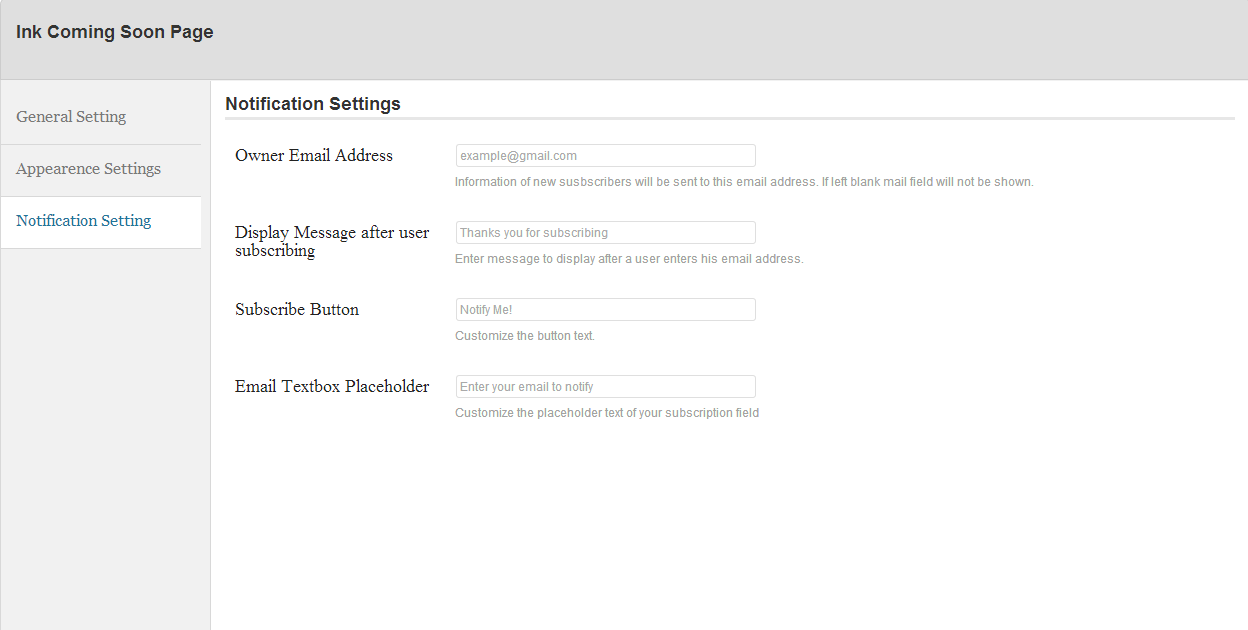 Ink Coming Soon Page
General Setting
Appearence Settings
Notification Setting
Notification Settings
Owner Email Address
example@gmail.com
Information of new susbscribers will be sent to this email address. If left blank mail field will not be shown.
Display Message after user
subscribing
Thanks you for subscribing
Enter message to display after a user enters his email address.
Subscribe Button
Notify Me!
Customize the button text.
Email Textbox Placeholder
Enter your email to notify
Customize the placeholder text of your subscription field